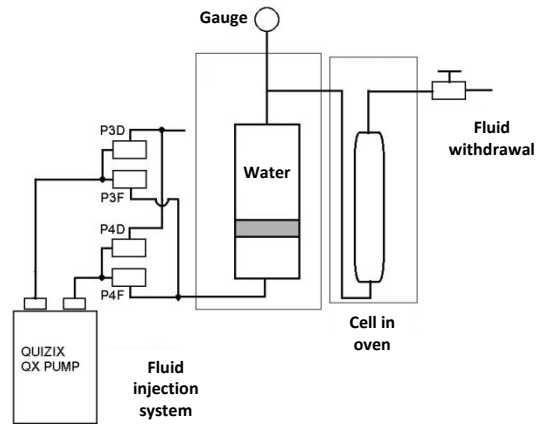 Gauge
P3D
P3F
P4D
P4F
Water
Fluid
withdrawal
Cell in
oven
QUIZIX
QX PUMP
Fluid
injection
system